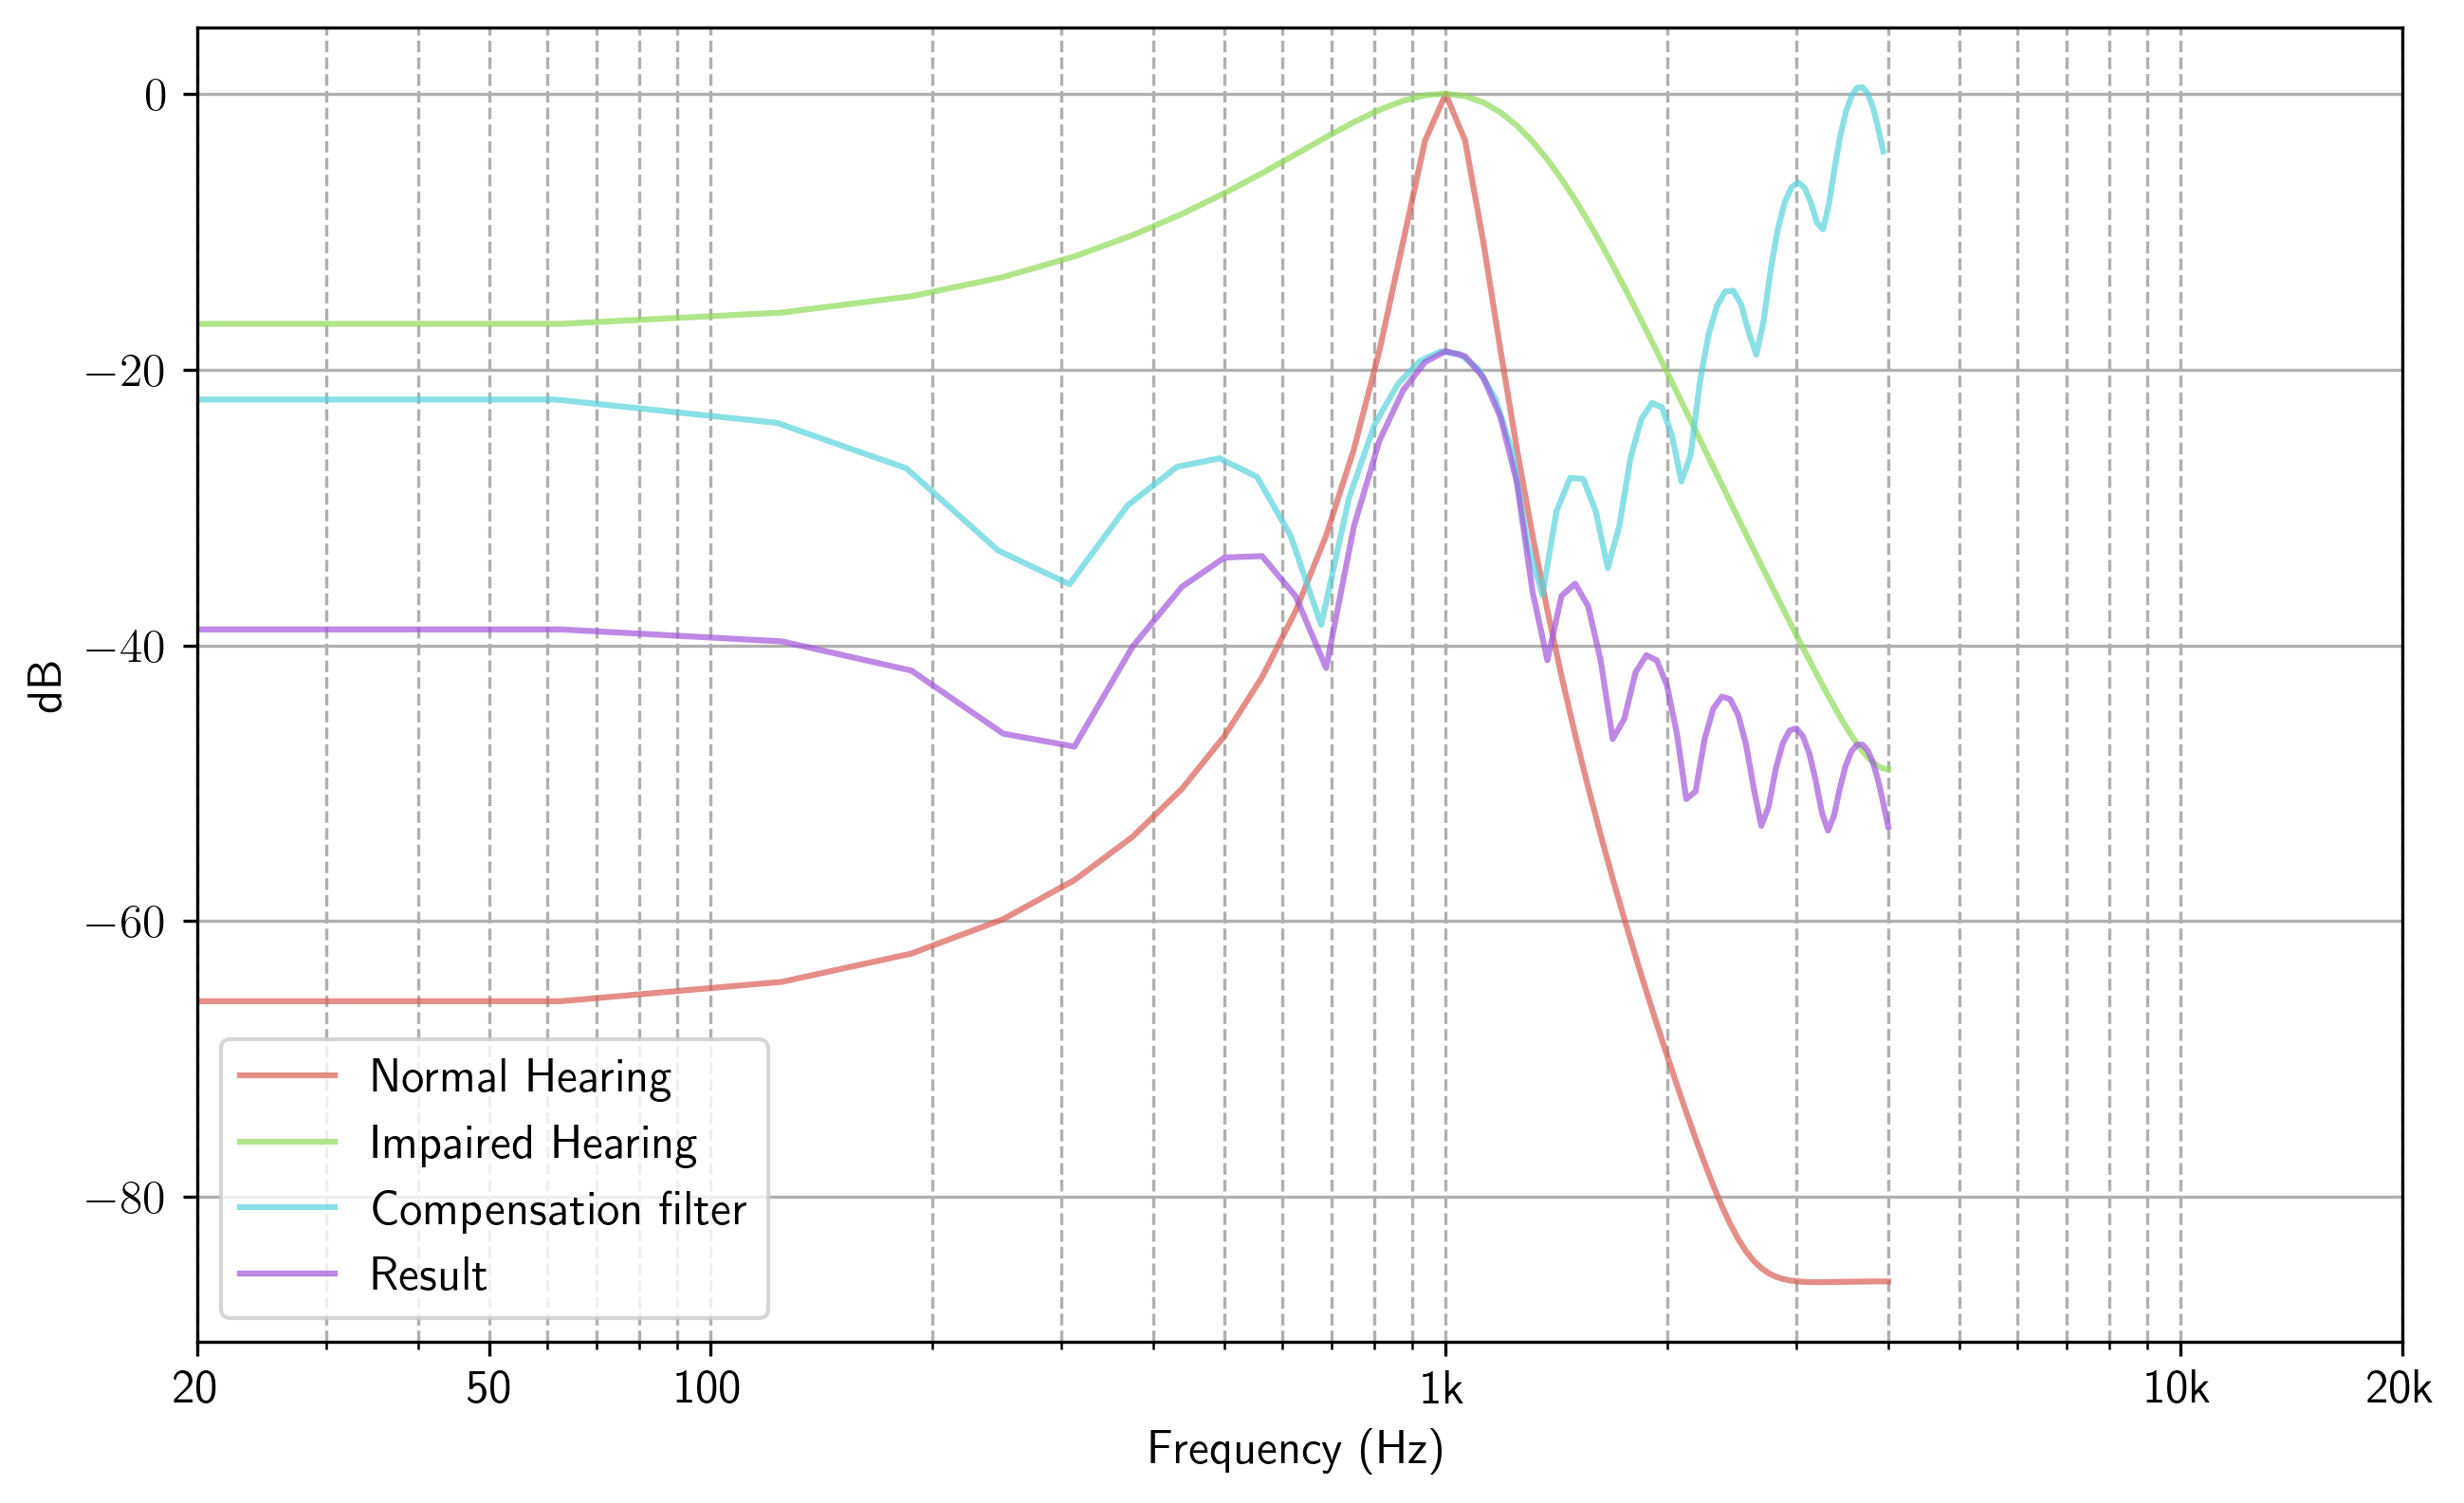 0
−20
−40
−60
−80
dB
Normal Hearing
Impaired Hearing
Compensation filter
Result
20 50 100 1k 10k 20k
Frequency (Hz)